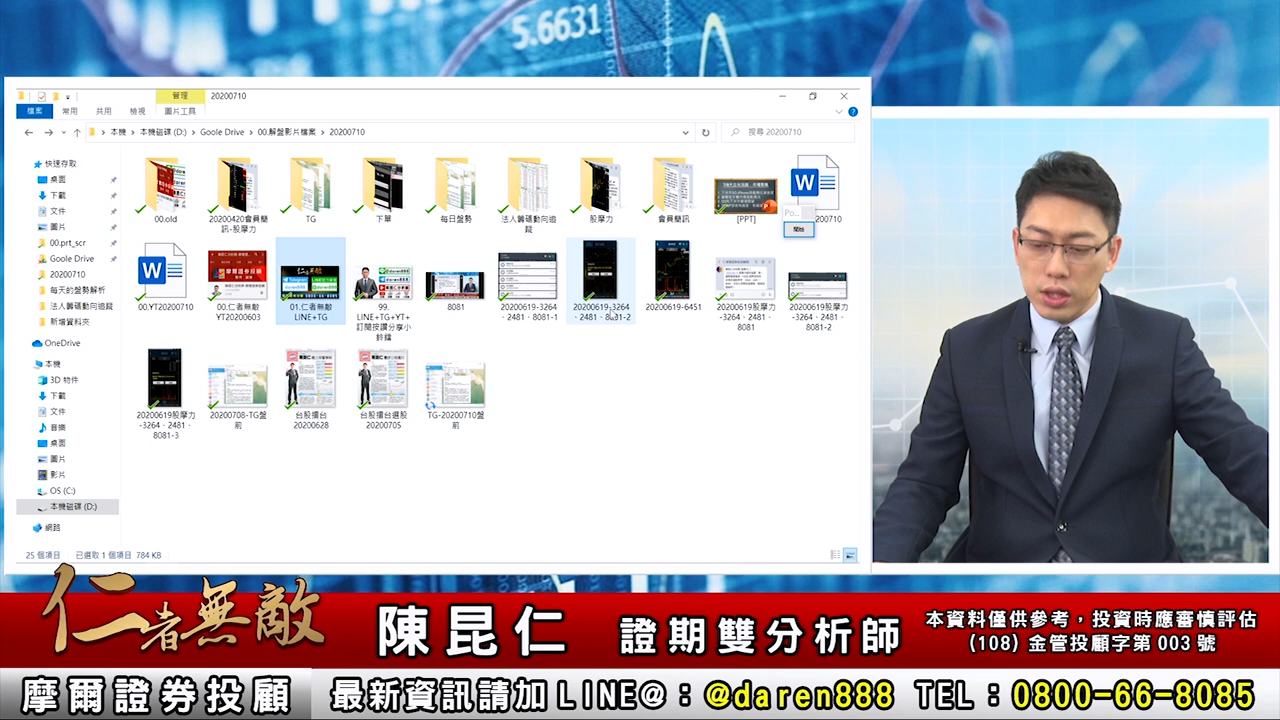 5.6631
管理
20200710
檔案
常用
共用
檢視
圖片工具
本機 › 本機磁碟 (D:) › Goole Drive › 00.解盤影片檔案 › 20200710
搜尋 20200710
快速存取
桌面
下載
文件
圖片
00.prt_scr
Goolge Drive
20200710
每天的盤勢解析
法人籌碼動向追
新增資料夾
OneDrive
本機
3D 物件
下載
文件
音樂
桌面
圖片
影片
OS (C:)
本機磁碟 (D:)
網路
00.old
20200420會員簡訊-股摩力
TG
下單
每日盤勢
法人籌碼動向追蹤
股摩力
會員簡訊
[PPT]
Po...
開始
00.YT20200710
00.仁者無敵YT20200603
01.仁者無敵LINE+TG
99.LINE+TG+YT+訂閱按讚分享小鈴鐺
8081
20200619-3264、2481、8081-1
20200619-3264、2481、8081-2
20200619-6451
20200619股摩力-3264、2481、8081
20200619股摩力-3264、2481、8081-2
20200619股摩力-3264、2481、8081-3
20200708-TG盤前
台股擂台20200628
台股擂台選股20200705
TG-20200710盤前
25 個項目
已選取 1 個項目 784 KB
仁者無敵
陳昆仁
證期雙分析師
本資料僅供參考，投資時應審慎評估
(108) 金管投顧字第 003 號
摩爾證券投顧
最新資訊請加LINE@：@daren888 TEL：0800-66-8085